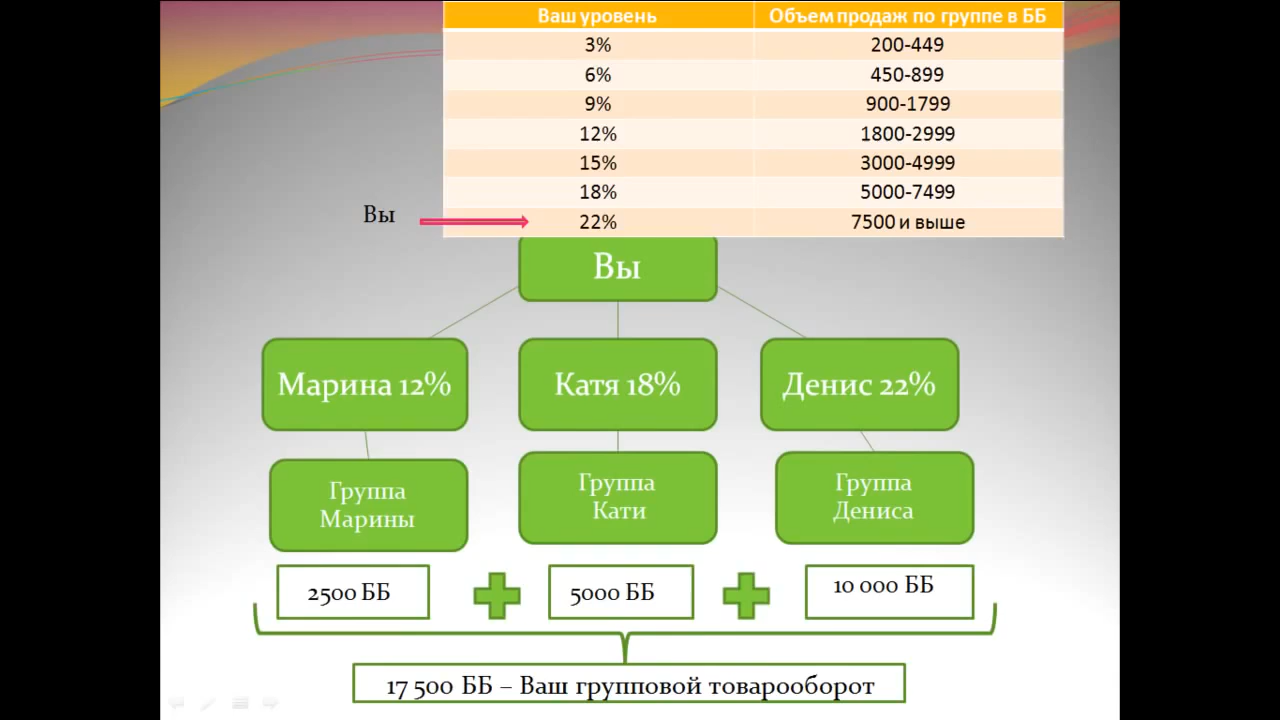 Ваш уровень Объем продаж по группе в ББ
3% 200-449
6% 450-899
9% 900-1799
12% 1800-2999
15% 3000-4999
18% 5000-7499
Вы 22% 7500 и выше
Вы
Марина 12% Катя 18% Денис 22%
Группа
Марины
Группа
Кати
Группа
Дениса
2500 ББ 5000 ББ 10 000 ББ
17 500 ББ – Ваш групповой товарооборот